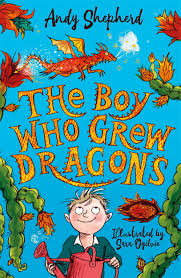 Andy Shepherd
THE BOY
WHO GREW
DRAGONS
Illustrated by
Sara Ogilvie